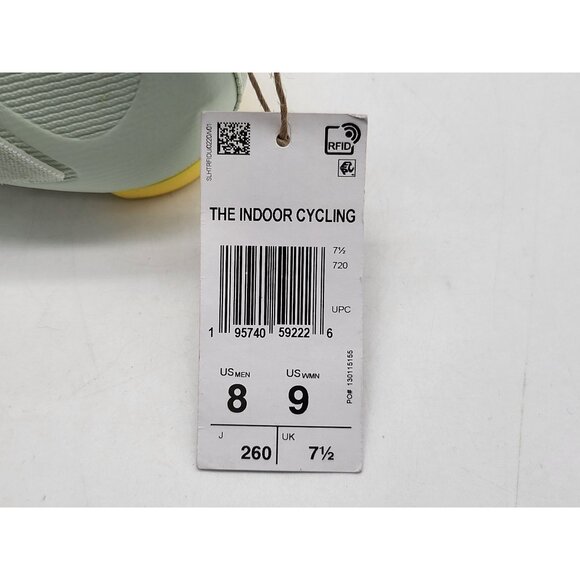 SLHTRFIDU4022DND1
RFID
THE INDOOR CYCLING
7½
720
UPC
1 95740 59222 6
US MEN US WMN
8 9
PO# 130115155
J UK
260 7½